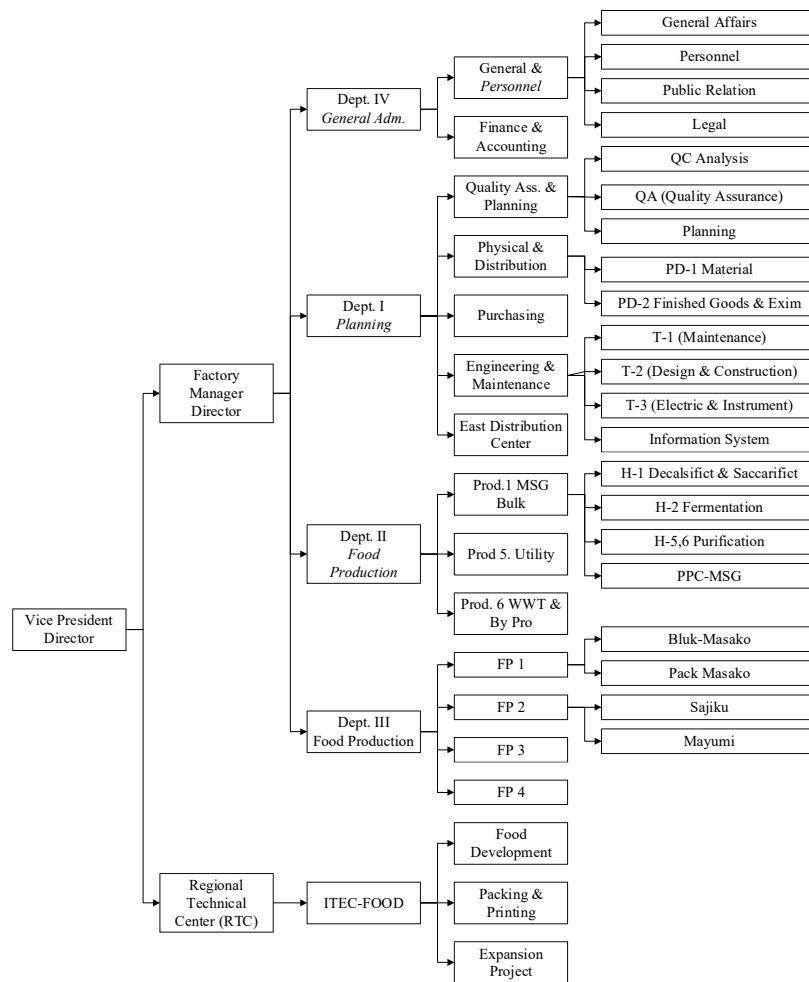 General Affairs
Personnel
Public Relation
Legal
General &
Personnel
Dept. IV
General Adm.
Finance &
Accounting
QC Analysis
QA (Quality Assurance)
Planning
Quality Ass. &
Planning
Physical &
Distribution
PD-1 Material
PD-2 Finished Goods & Exim
Dept. I
Planning
Purchasing
Engineering &
Maintenance
T-1 (Maintenance)
T-2 (Design & Construction)
T-3 (Electric & Instrument)
Information System
East Distribution
Center
Factory
Manager
Director
Prod.1 MSG
Bulk
H-1 Decalsifict & Saccarifict
H-2 Fermentation
H-5,6 Purification
PPC-MSG
Dept. II
Food
Production
Prod 5. Utility
Prod. 6 WWT &
By Pro
Vice President
Director
FP 1
Bluk-Masako
Pack Masako
Dept. III
Food Production
FP 2
Sajiku
Mayumi
FP 3
FP 4
Regional
Technical
Center (RTC)
ITEC-FOOD
Food
Development
Packing &
Printing
Expansion
Project